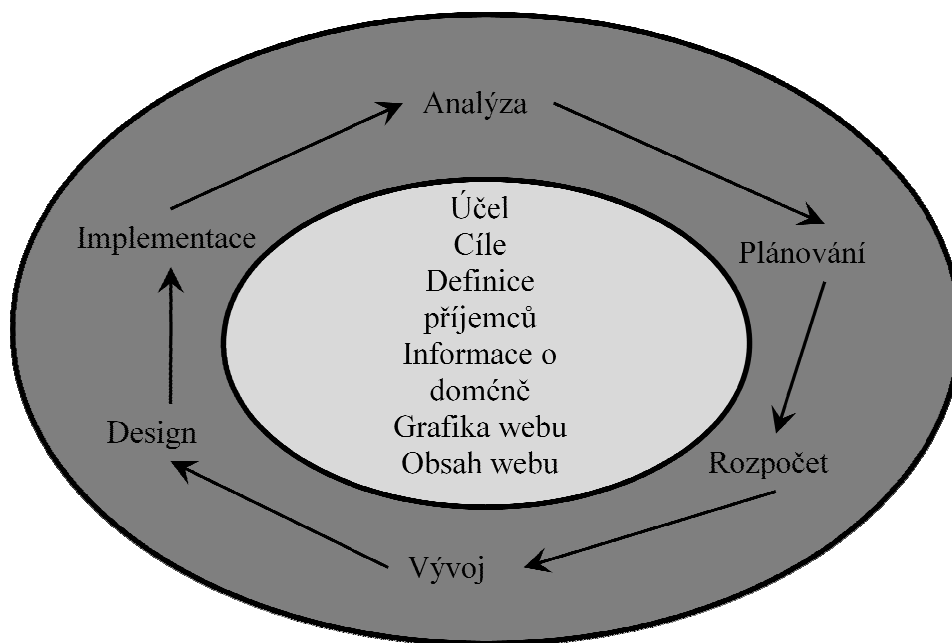 Analýza
Implementace
Plánování
Účel
Cíle
Definice
příjemců
Informace o
doméně
Grafika webu
Obsah webu
Design
Rozpočet
Vývoj